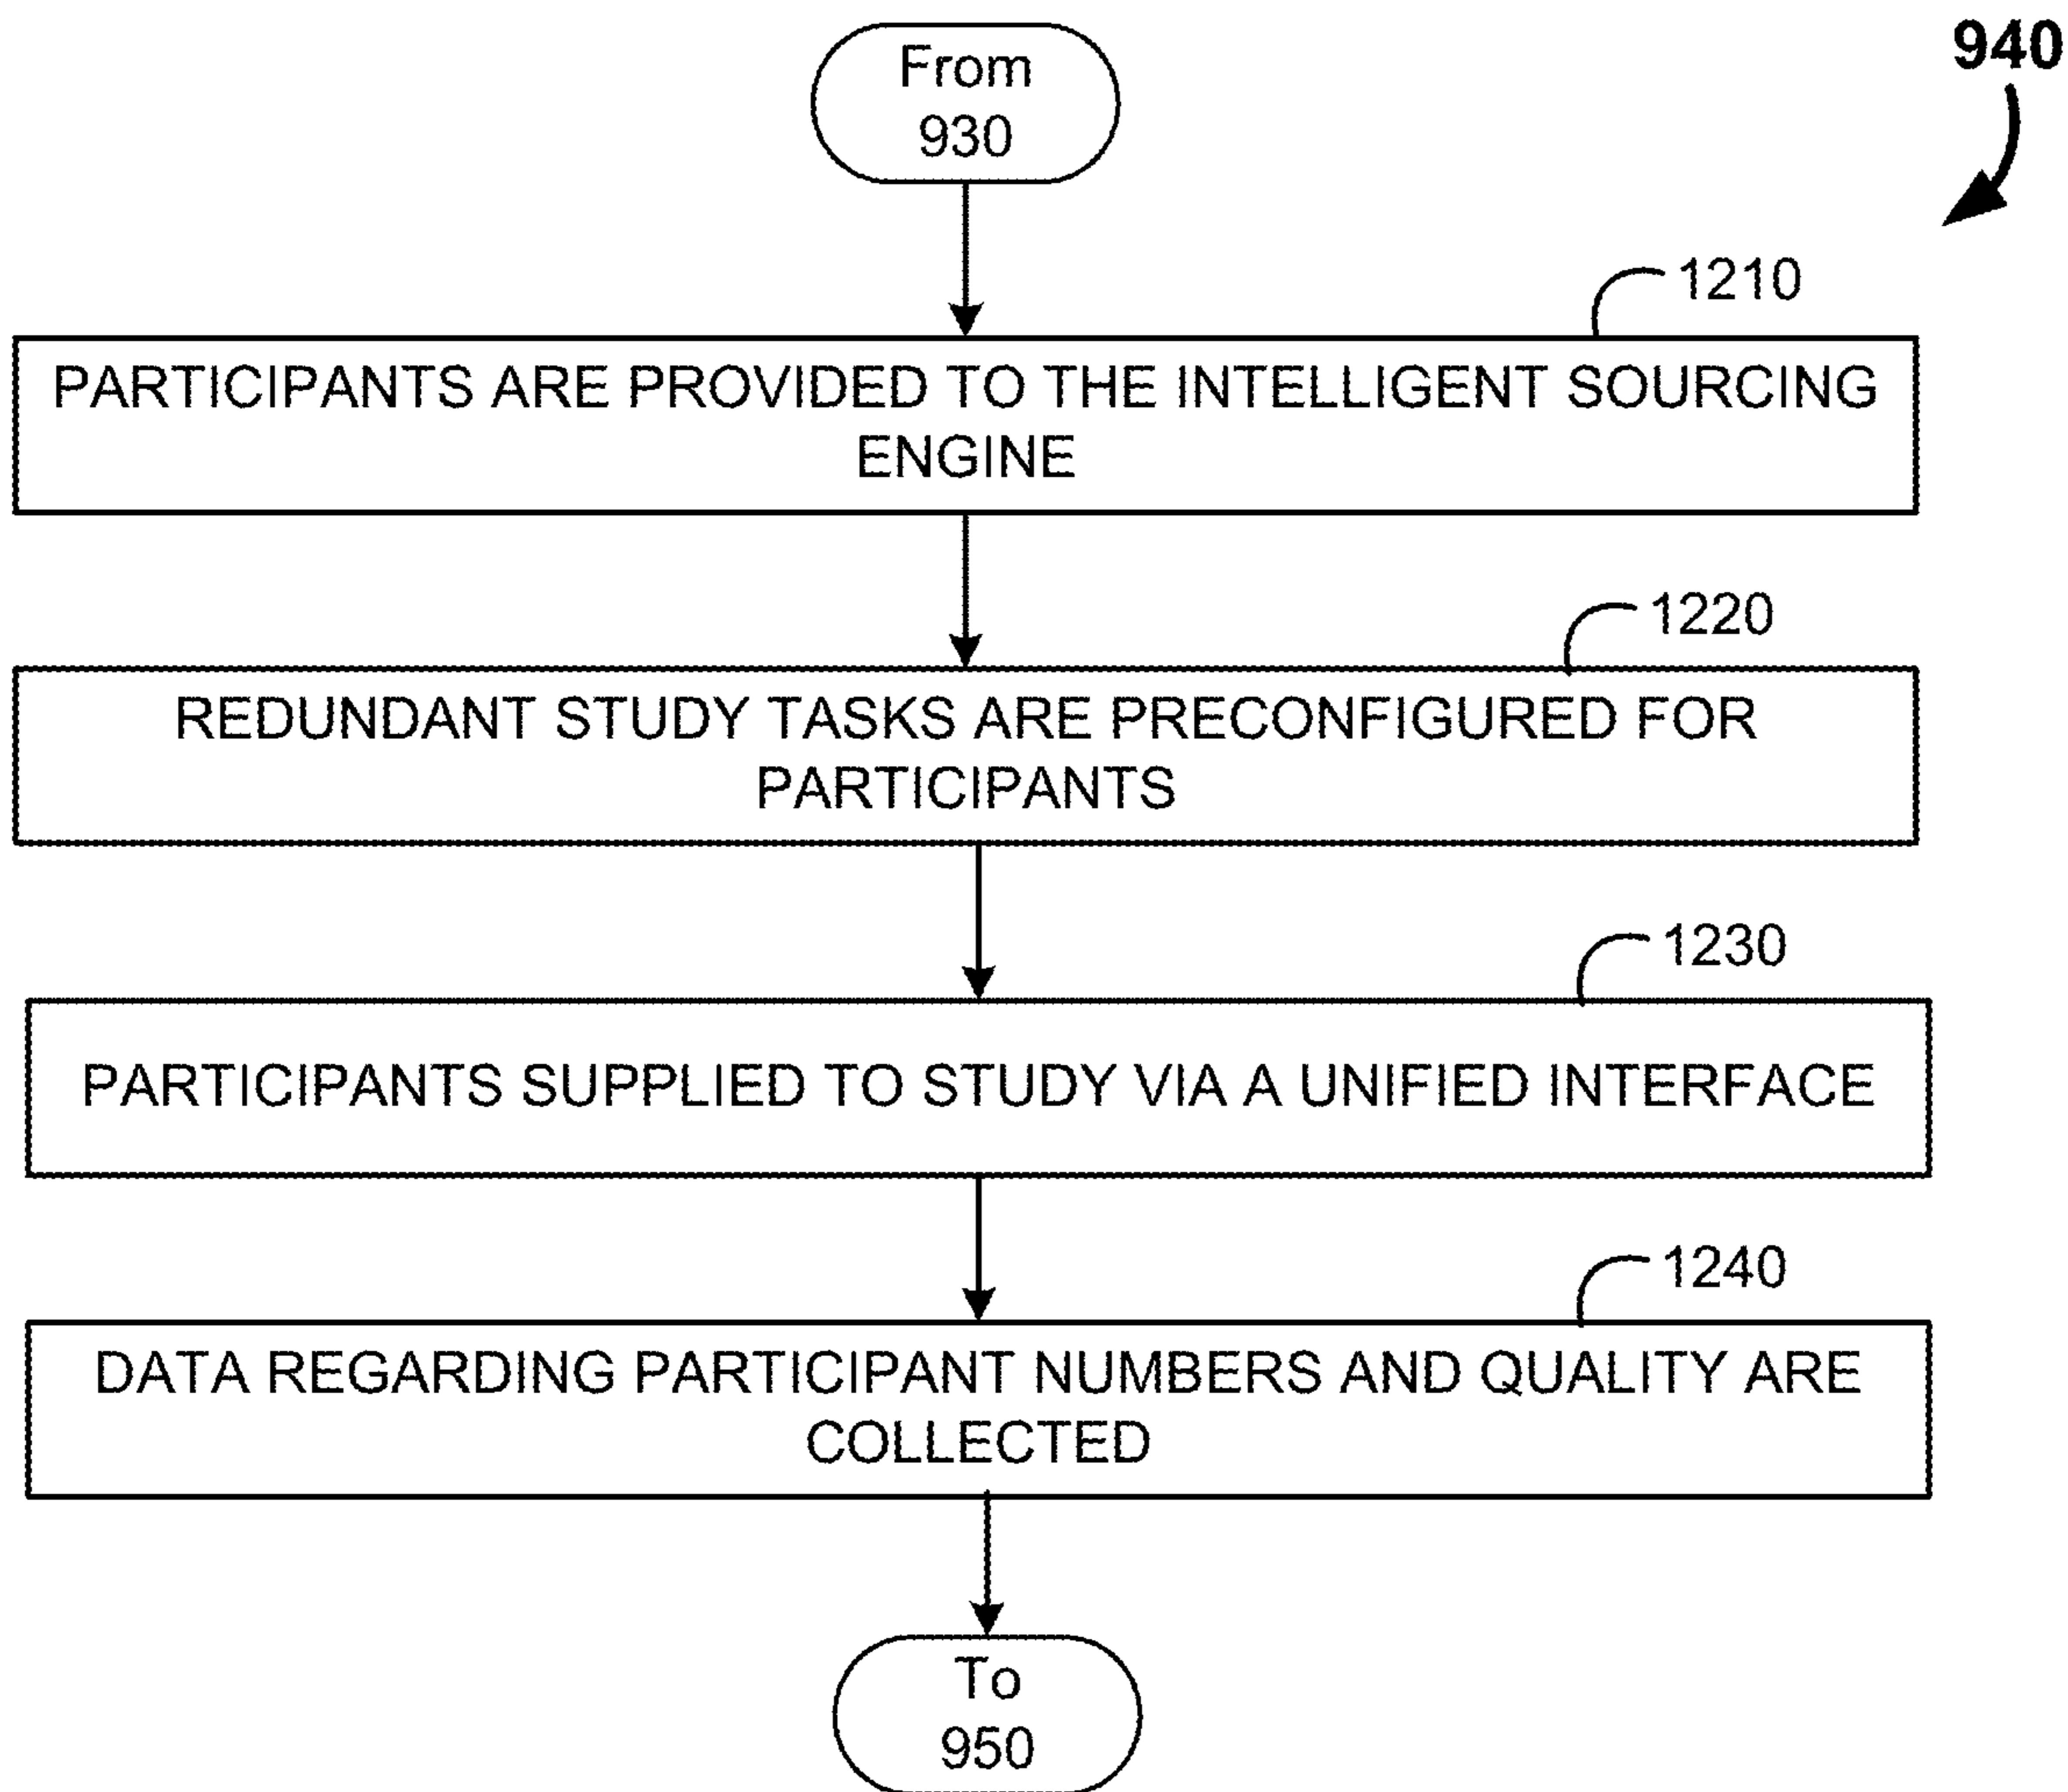 From
930
940
1210
PARTICIPANTS ARE PROVIDED TO THE INTELLIGENT SOURCING
ENGINE
1220
REDUNDANT STUDY TASKS ARE PRECONFIGURED FOR
PARTICIPANTS
1230
PARTICIPANTS SUPPLIED TO STUDY VIA A UNIFIED INTERFACE
1240
DATA REGARDING PARTICIPANT NUMBERS AND QUALITY ARE
COLLECTED
To
950